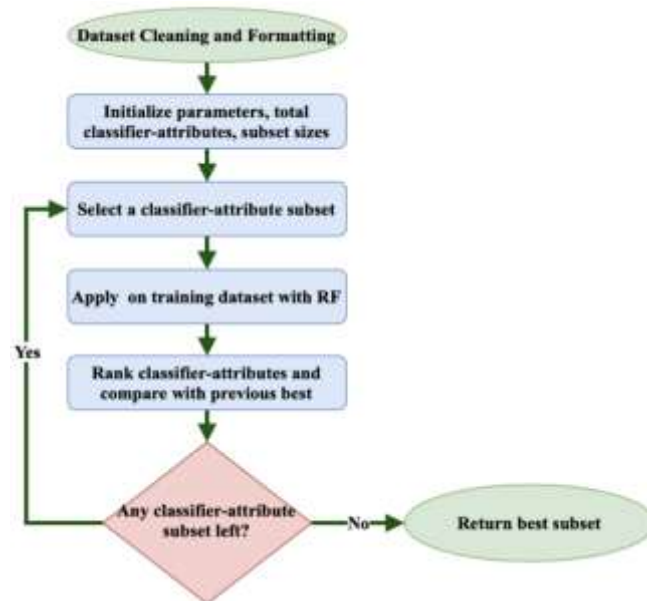 Dataset Cleaning and Formatting
Initialize parameters, total
classifier-attributes, subset sizes
Select a classifier-attribute subset
Apply on training dataset with RF
Yes
Rank classifier-attributes and
compare with previous best
Any classifier-attribute
subset left?
No
Return best subset